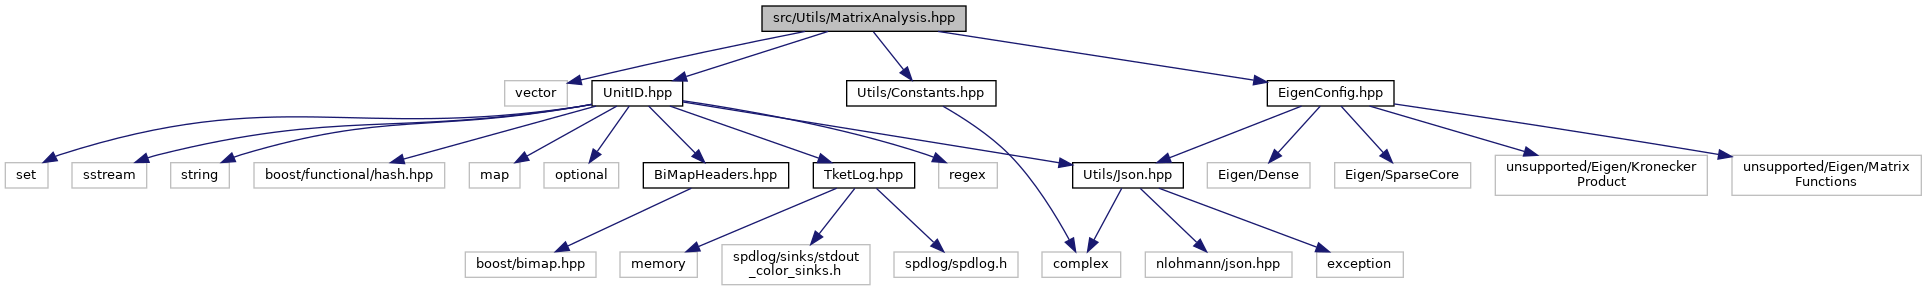 src/Utils/MatrixAnalysis.hpp
vector
UnitID.hpp
Utils/Constants.hpp
EigenConfig.hpp
set
sstream
string
boost/functional/hash.hpp
map
optional
BiMapHeaders.hpp
TketLog.hpp
regex
Utils/Json.hpp
Eigen/Dense
Eigen/SparseCore
unsupported/Eigen/Kronecker
Product
unsupported/Eigen/Matrix
Functions
boost/bimap.hpp
memory
spdlog/sinks/stdout
_color_sinks.h
spdlog/spdlog.h
complex
nlohmann/json.hpp
exception